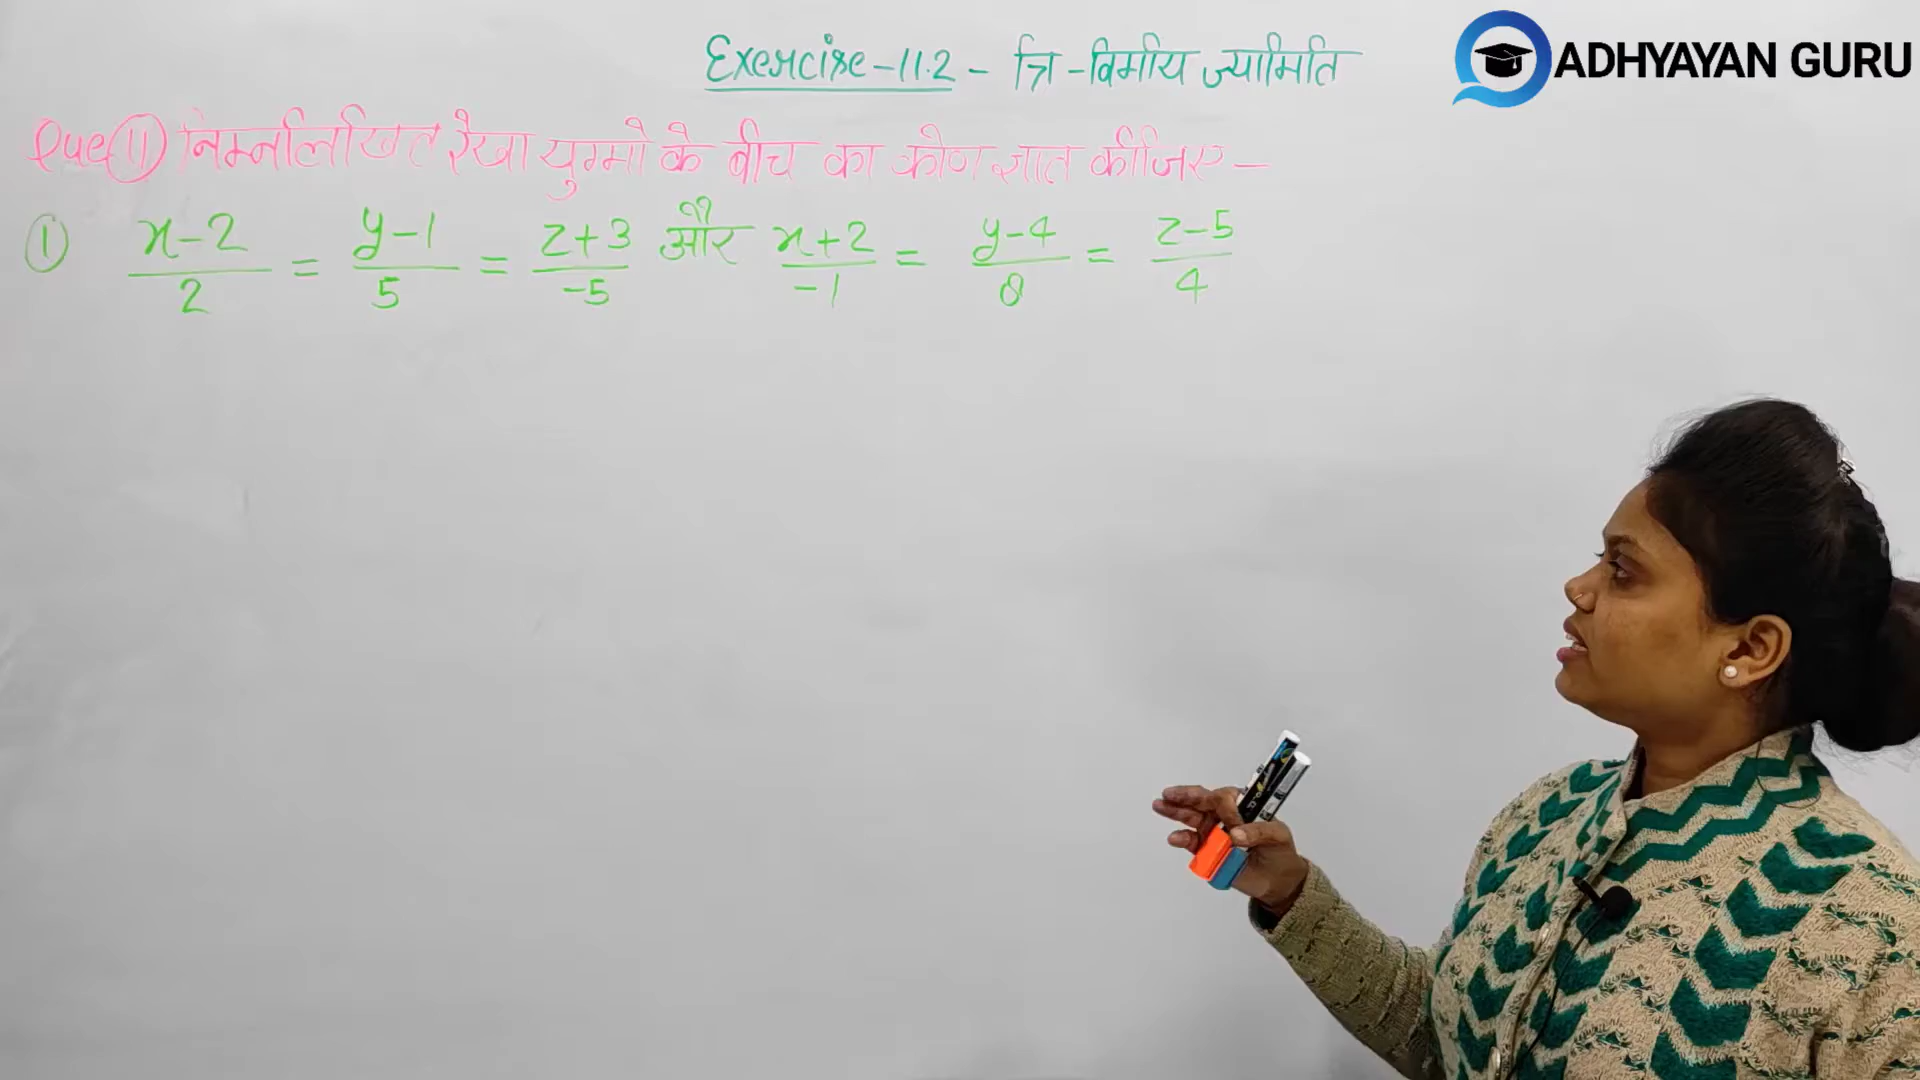 ADHYAYAN GURU
Exercise-11.2 - त्रि-विमीय ज्यामिति
Que 11) निम्नलिखित रेखा युग्मो के बीच का कोण ज्ञात कीजिए -
① x-2/2 = y-1/5 = z+3/-5 और x+2/-1 = y-4/8 = z-5/4